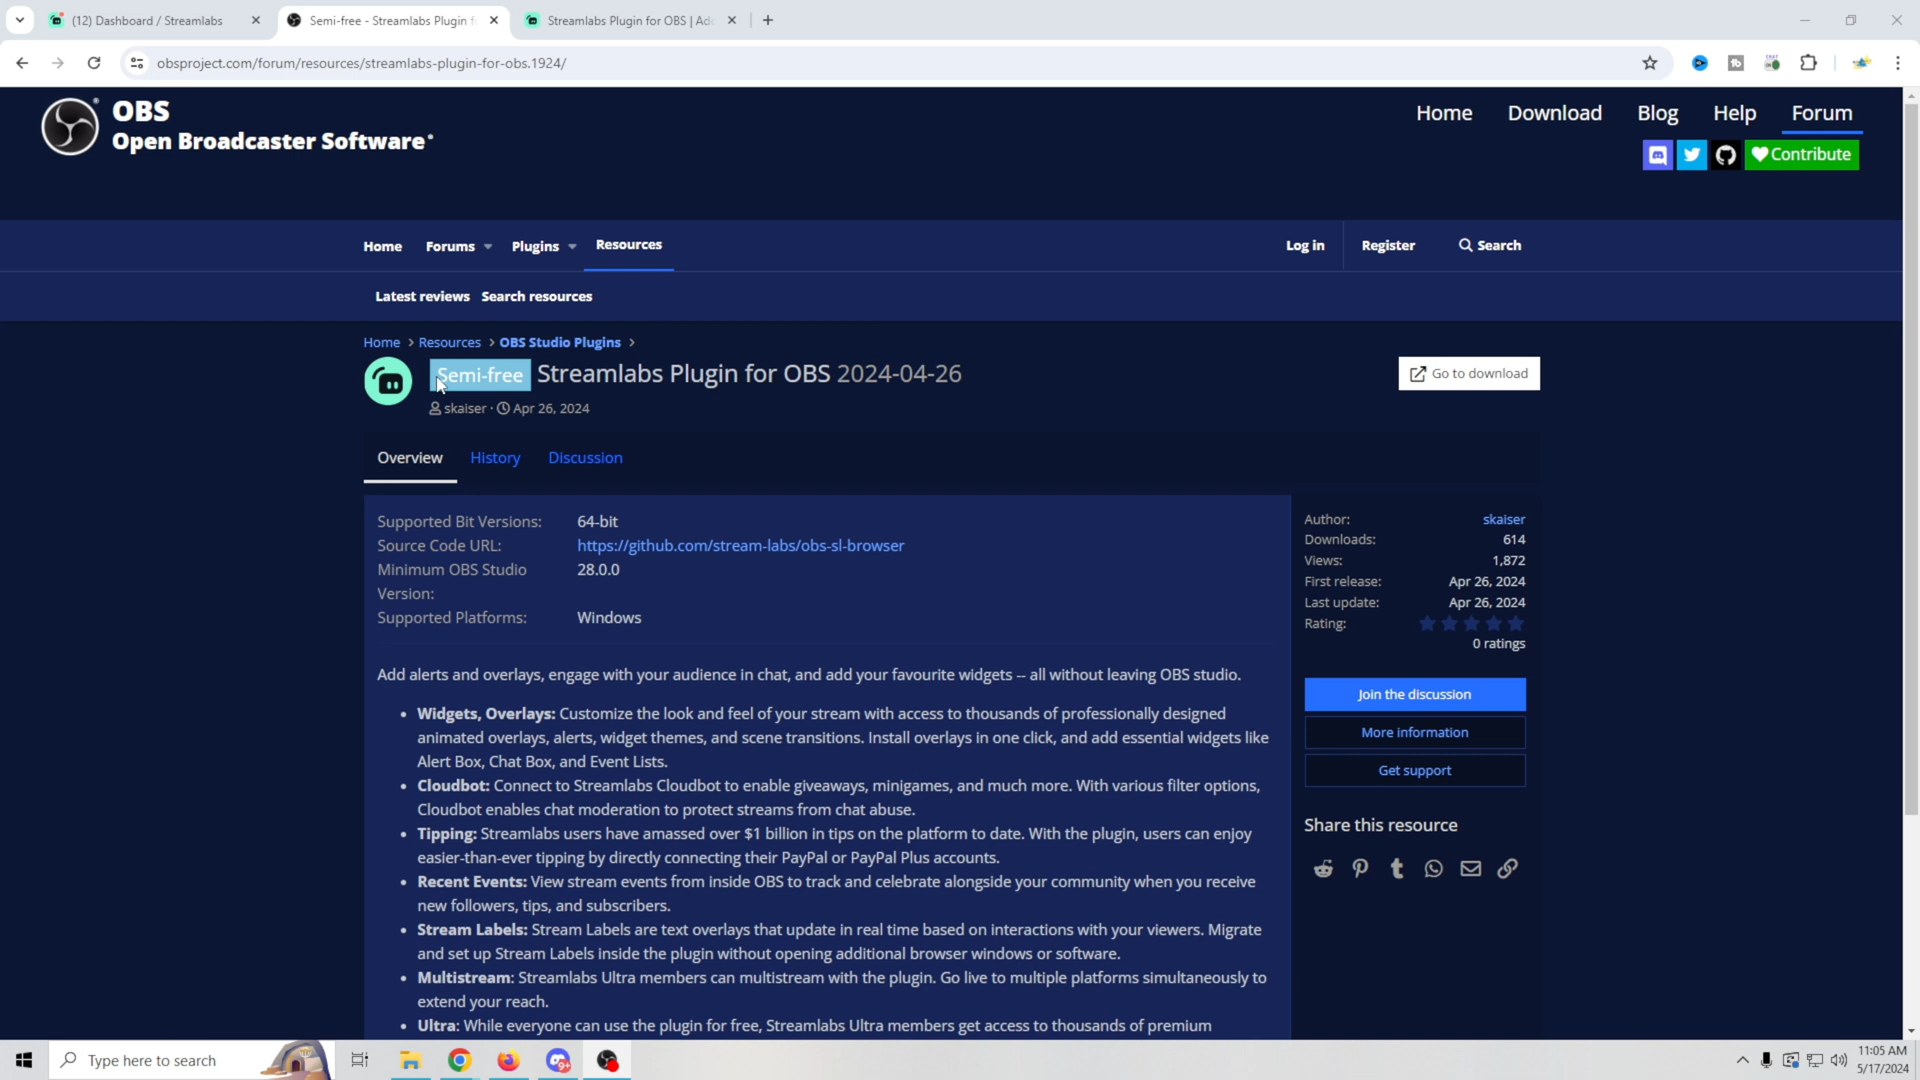 (12) Dashboard / Streamlabs
Semi-free - Streamlabs Plugin f
Streamlabs Plugin for OBS | Ad
obsproject.com/forum/resources/streamlabs-plugin-for-obs.1924/
OBS
Open Broadcaster Software
Home
Download
Blog
Help
Forum
Contribute
Home
Forums
Plugins
Resources
Log in
Register
Search
Latest reviews
Search resources
Home > Resources > OBS Studio Plugins >
Semi-free Streamlabs Plugin for OBS 2024-04-26
Go to download
skaiser · Apr 26, 2024
Overview
History
Discussion
Supported Bit Versions: 64-bit
Source Code URL: https://github.com/stream-labs/obs-sl-browser
Minimum OBS Studio 28.0.0
Version:
Supported Platforms: Windows
Add alerts and overlays, engage with your audience in chat, and add your favourite widgets -- all without leaving OBS studio.
• Widgets, Overlays: Customize the look and feel of your stream with access to thousands of professionally designed
animated overlays, alerts, widget themes, and scene transitions. Install overlays in one click, and add essential widgets like
Alert Box, Chat Box, and Event Lists.
• Cloudbot: Connect to Streamlabs Cloudbot to enable giveaways, minigames, and much more. With various filter options,
Cloudbot enables chat moderation to protect streams from chat abuse.
• Tipping: Streamlabs users have amassed over $1 billion in tips on the platform to date. With the plugin, users can enjoy
easier-than-ever tipping by directly connecting their PayPal or PayPal Plus accounts.
• Recent Events: View stream events from inside OBS to track and celebrate alongside your community when you receive
new followers, tips, and subscribers.
• Stream Labels: Stream Labels are text overlays that update in real time based on interactions with your viewers. Migrate
and set up Stream Labels inside the plugin without opening additional browser windows or software.
• Multistream: Streamlabs Ultra members can multistream with the plugin. Go live to multiple platforms simultaneously to
extend your reach.
• Ultra: While everyone can use the plugin for free, Streamlabs Ultra members get access to thousands of premium
Author: skaiser
Downloads: 614
Views: 1,872
First release: Apr 26, 2024
Last update: Apr 26, 2024
Rating:
0 ratings
Join the discussion
More information
Get support
Share this resource
Type here to search
9+
11:05 AM
5/17/2024